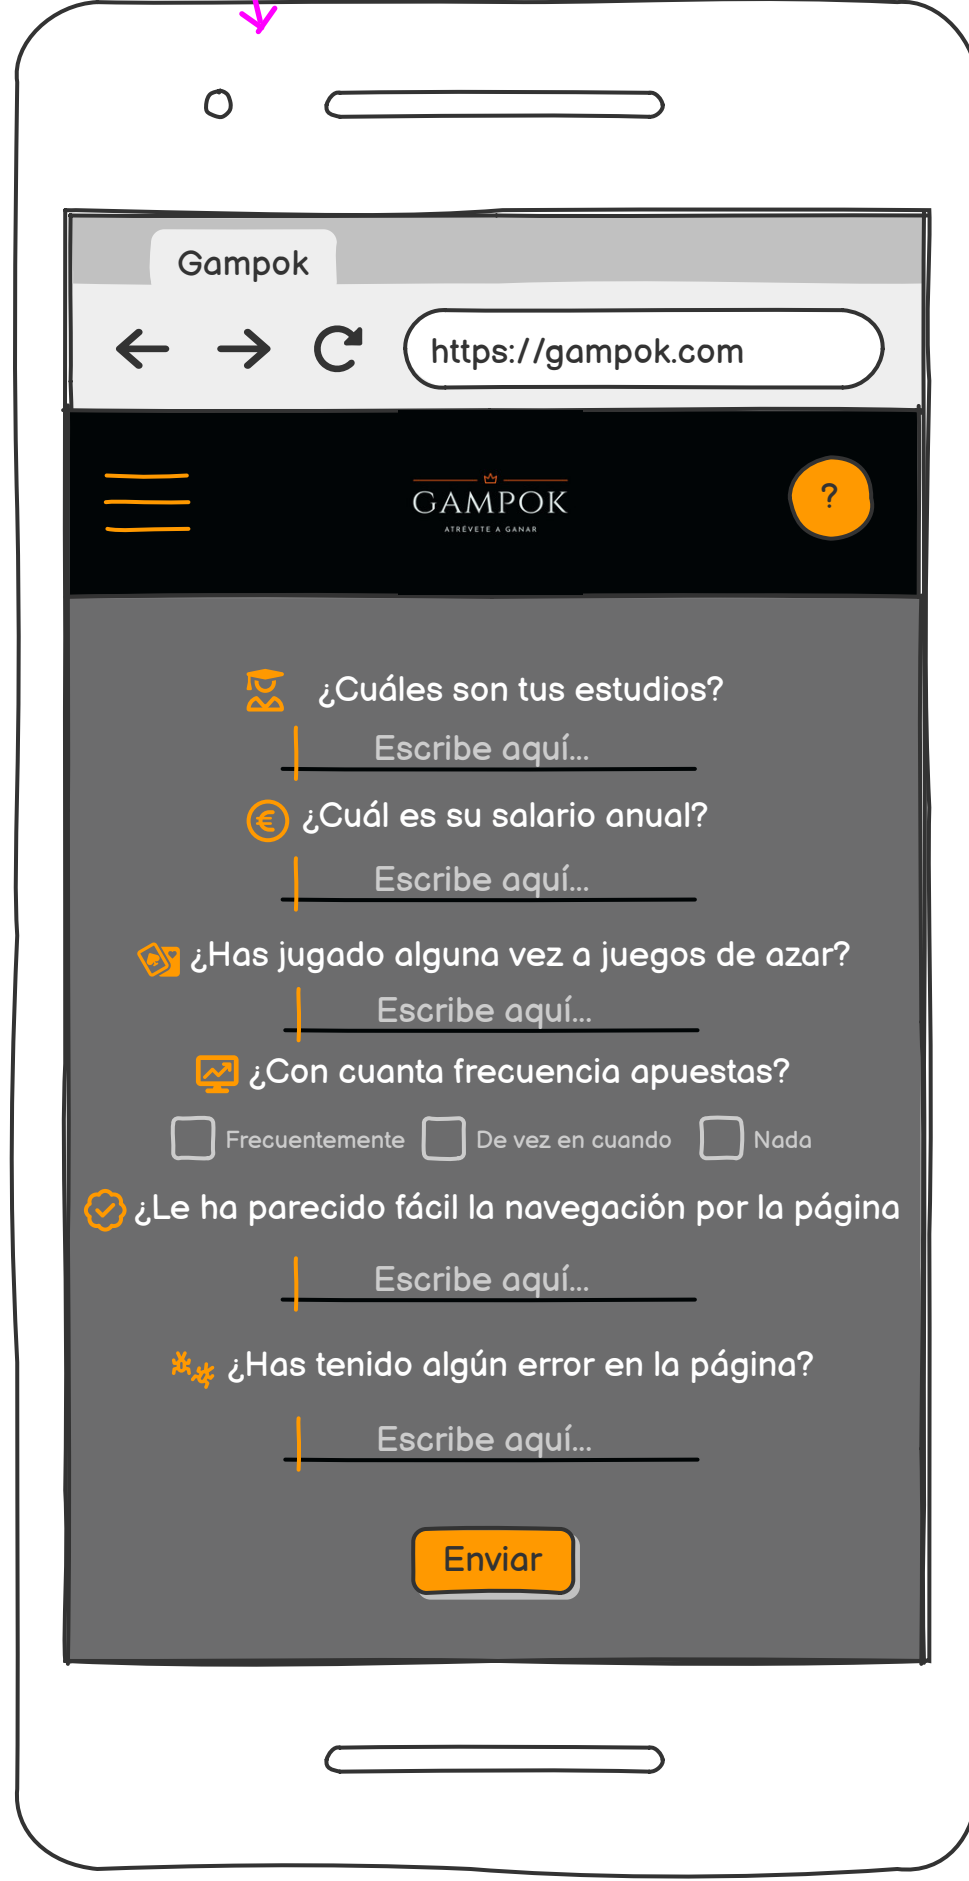 Gampok
https://gampok.com
GAMPOK
ATRÉVETE A GANAR
?
¿Cuáles son tus estudios?
Escribe aquí...
¿Cuál es su salario anual?
Escribe aquí...
¿Has jugado alguna vez a juegos de azar?
Escribe aquí...
¿Con cuanta frecuencia apuestas?
Frecuentemente De vez en cuando Nada
¿Le ha parecido fácil la navegación por la página
Escribe aquí...
¿Has tenido algún error en la página?
Escribe aquí...
Enviar